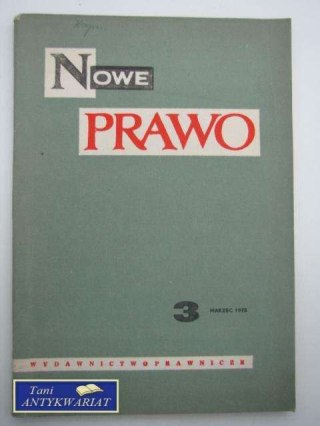 NOWE
PRAWO
3
MARZEC
WYDAWNICTWO PRAWNICZE
Tani
ANTYKWARIAT